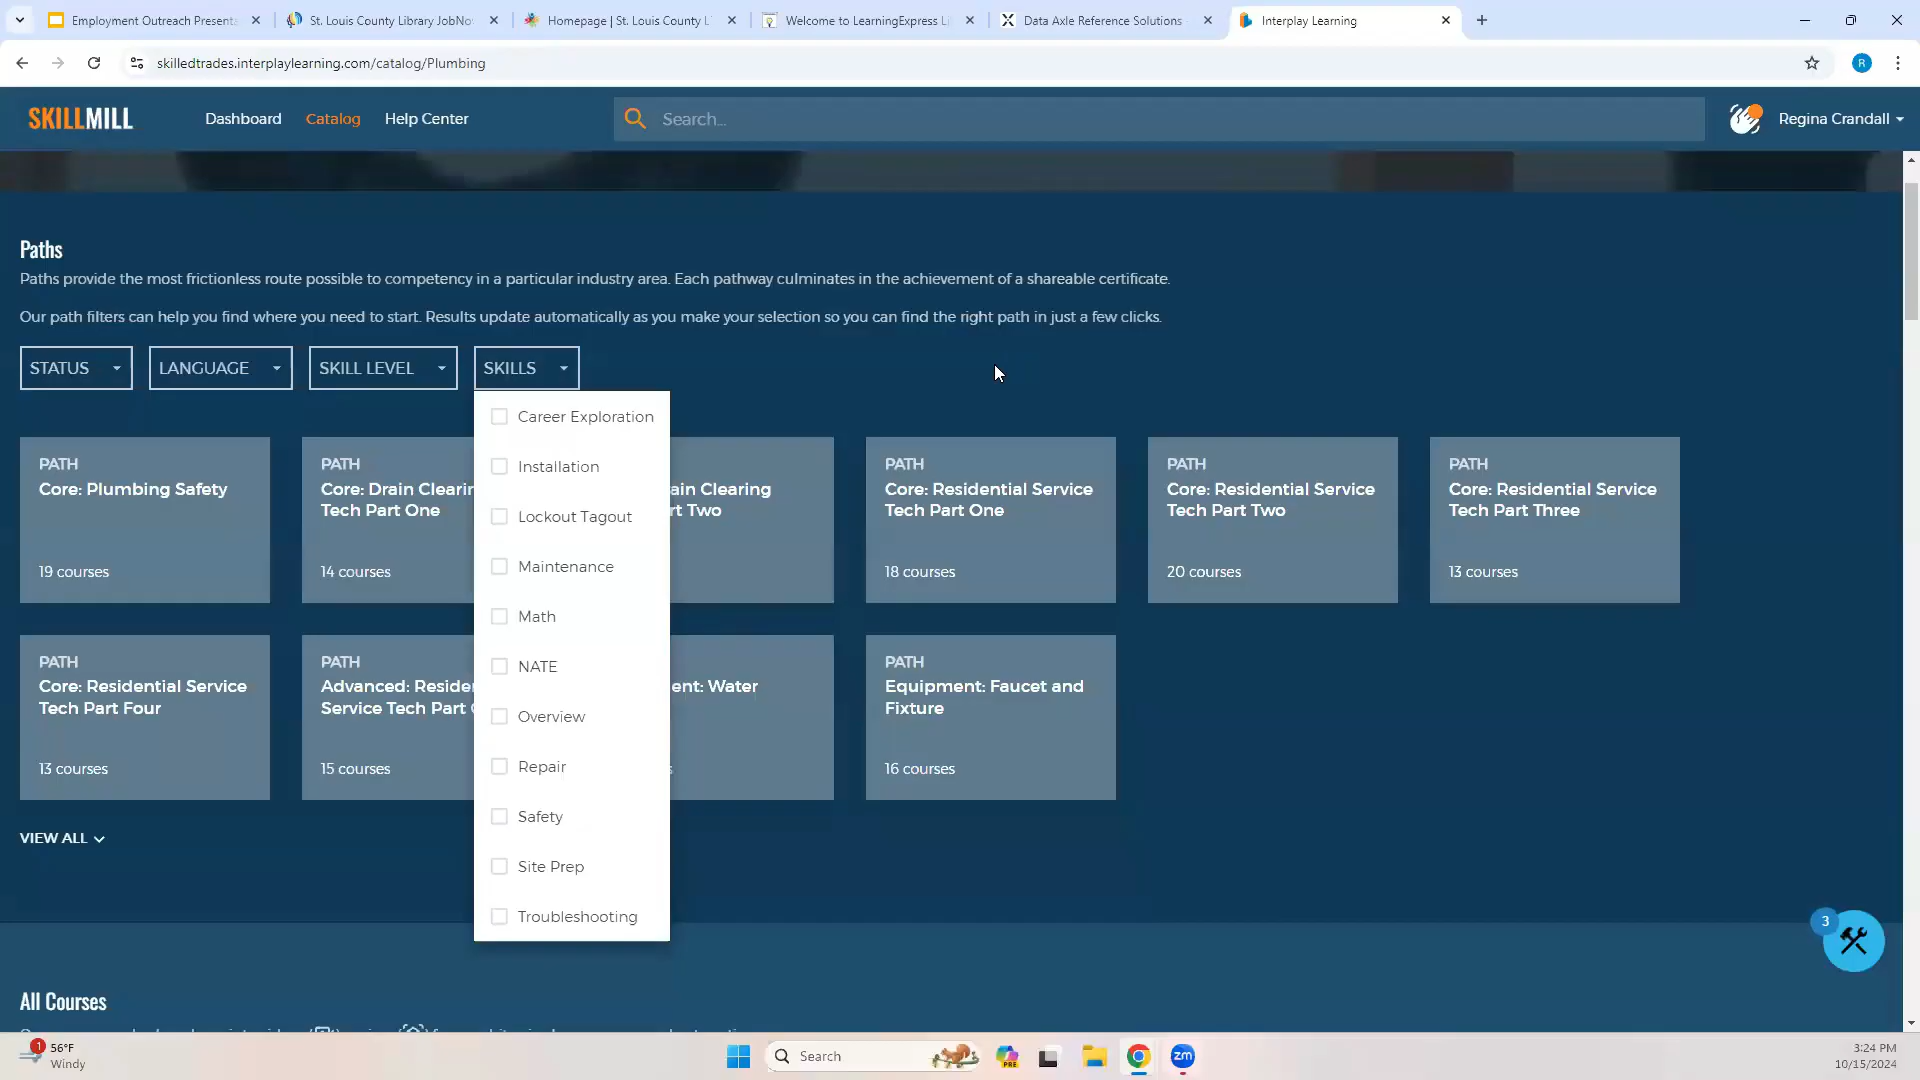 Employment Outreach Presenta
St. Louis County Library JobNo
Homepage | St. Louis County L
Welcome to LearningExpress Li
Data Axle Reference Solutions
Interplay Learning
skilledtrades.interplaylearning.com/catalog/Plumbing
R
SKILLMILL
Dashboard
Catalog
Help Center
Search...
Regina Crandall
Paths
Paths provide the most frictionless route possible to competency in a particular industry area. Each pathway culminates in the achievement of a shareable certificate.
Our path filters can help you find where you need to start. Results update automatically as you make your selection so you can find the right path in just a few clicks.
STATUS
LANGUAGE
SKILL LEVEL
SKILLS
Career Exploration
Installation
Lockout Tagout
Maintenance
Math
NATE
Overview
Repair
Safety
Site Prep
Troubleshooting
PATH
Core: Plumbing Safety
19 courses
PATH
Core: Drain Clearin
Tech Part One
14 courses
ain Clearing
rt Two
PATH
Core: Residential Service
Tech Part One
18 courses
PATH
Core: Residential Service
Tech Part Two
20 courses
PATH
Core: Residential Service
Tech Part Three
13 courses
PATH
Core: Residential Service
Tech Part Four
13 courses
PATH
Advanced: Reside
Service Tech Part
15 courses
ent: Water
PATH
Equipment: Faucet and
Fixture
16 courses
VIEW ALL
3
All Courses
1
56°F
Windy
Search
PRE
zm
3:24 PM
10/15/2024